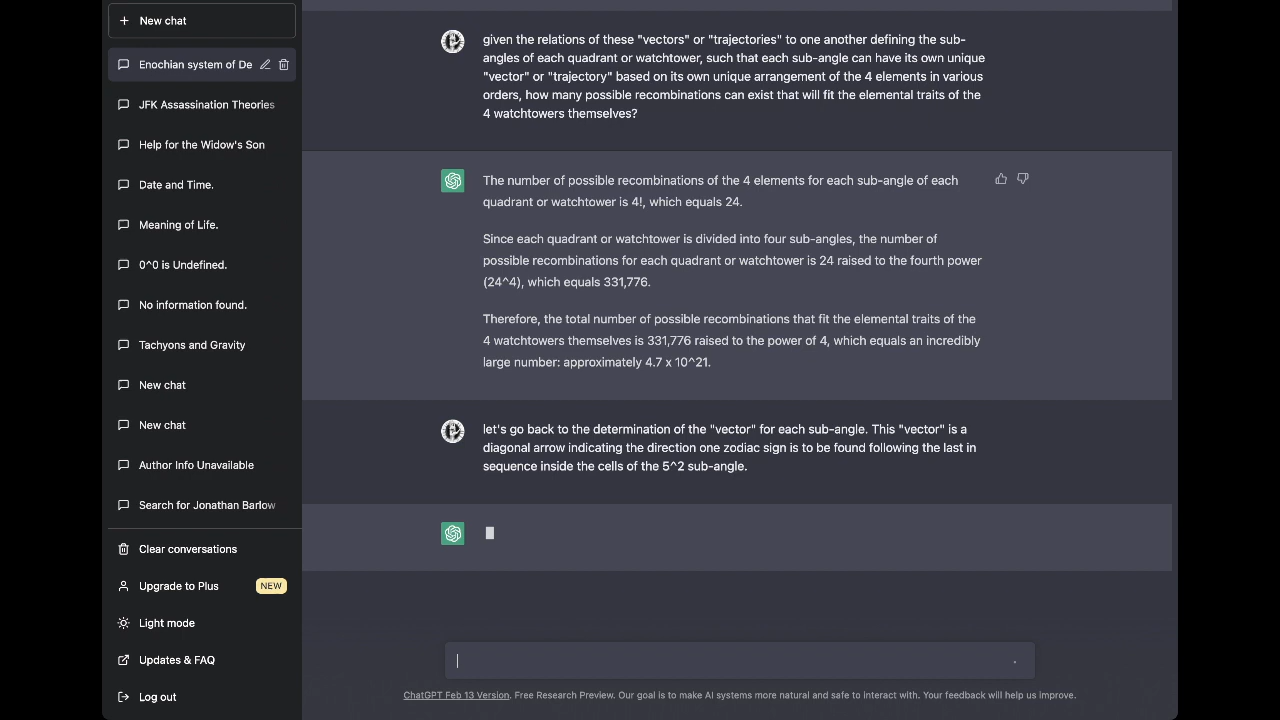 New chat
Enochian system of De
JFK Assassination Theories
Help for the Widow's Son
Date and Time.
Meaning of Life.
0^0 is Undefined.
No information found.
Tachyons and Gravity
New chat
New chat
Author Info Unavailable
Search for Jonathan Barlow
Clear conversations
Upgrade to Plus NEW
Light mode
Updates & FAQ
Log out
given the relations of these "vectors" or "trajectories" to one another defining the sub-
angles of each quadrant or watchtower, such that each sub-angle can have its own unique
"vector" or "trajectory" based on its own unique arrangement of the 4 elements in various
orders, how many possible recombinations can exist that will fit the elemental traits of the
4 watchtowers themselves?
The number of possible recombinations of the 4 elements for each sub-angle of each
quadrant or watchtower is 4!, which equals 24.
Since each quadrant or watchtower is divided into four sub-angles, the number of
possible recombinations for each quadrant or watchtower is 24 raised to the fourth power
(24^4), which equals 331,776.
Therefore, the total number of possible recombinations that fit the elemental traits of the
4 watchtowers themselves is 331,776 raised to the power of 4, which equals an incredibly
large number: approximately 4.7 x 10^21.
let's go back to the determination of the "vector" for each sub-angle. This "vector" is a
diagonal arrow indicating the direction one zodiac sign is to be found following the last in
sequence inside the cells of the 5^2 sub-angle.
ChatGPT Feb 13 Version. Free Research Preview. Our goal is to make AI systems more natural and safe to interact with. Your feedback will help us improve.